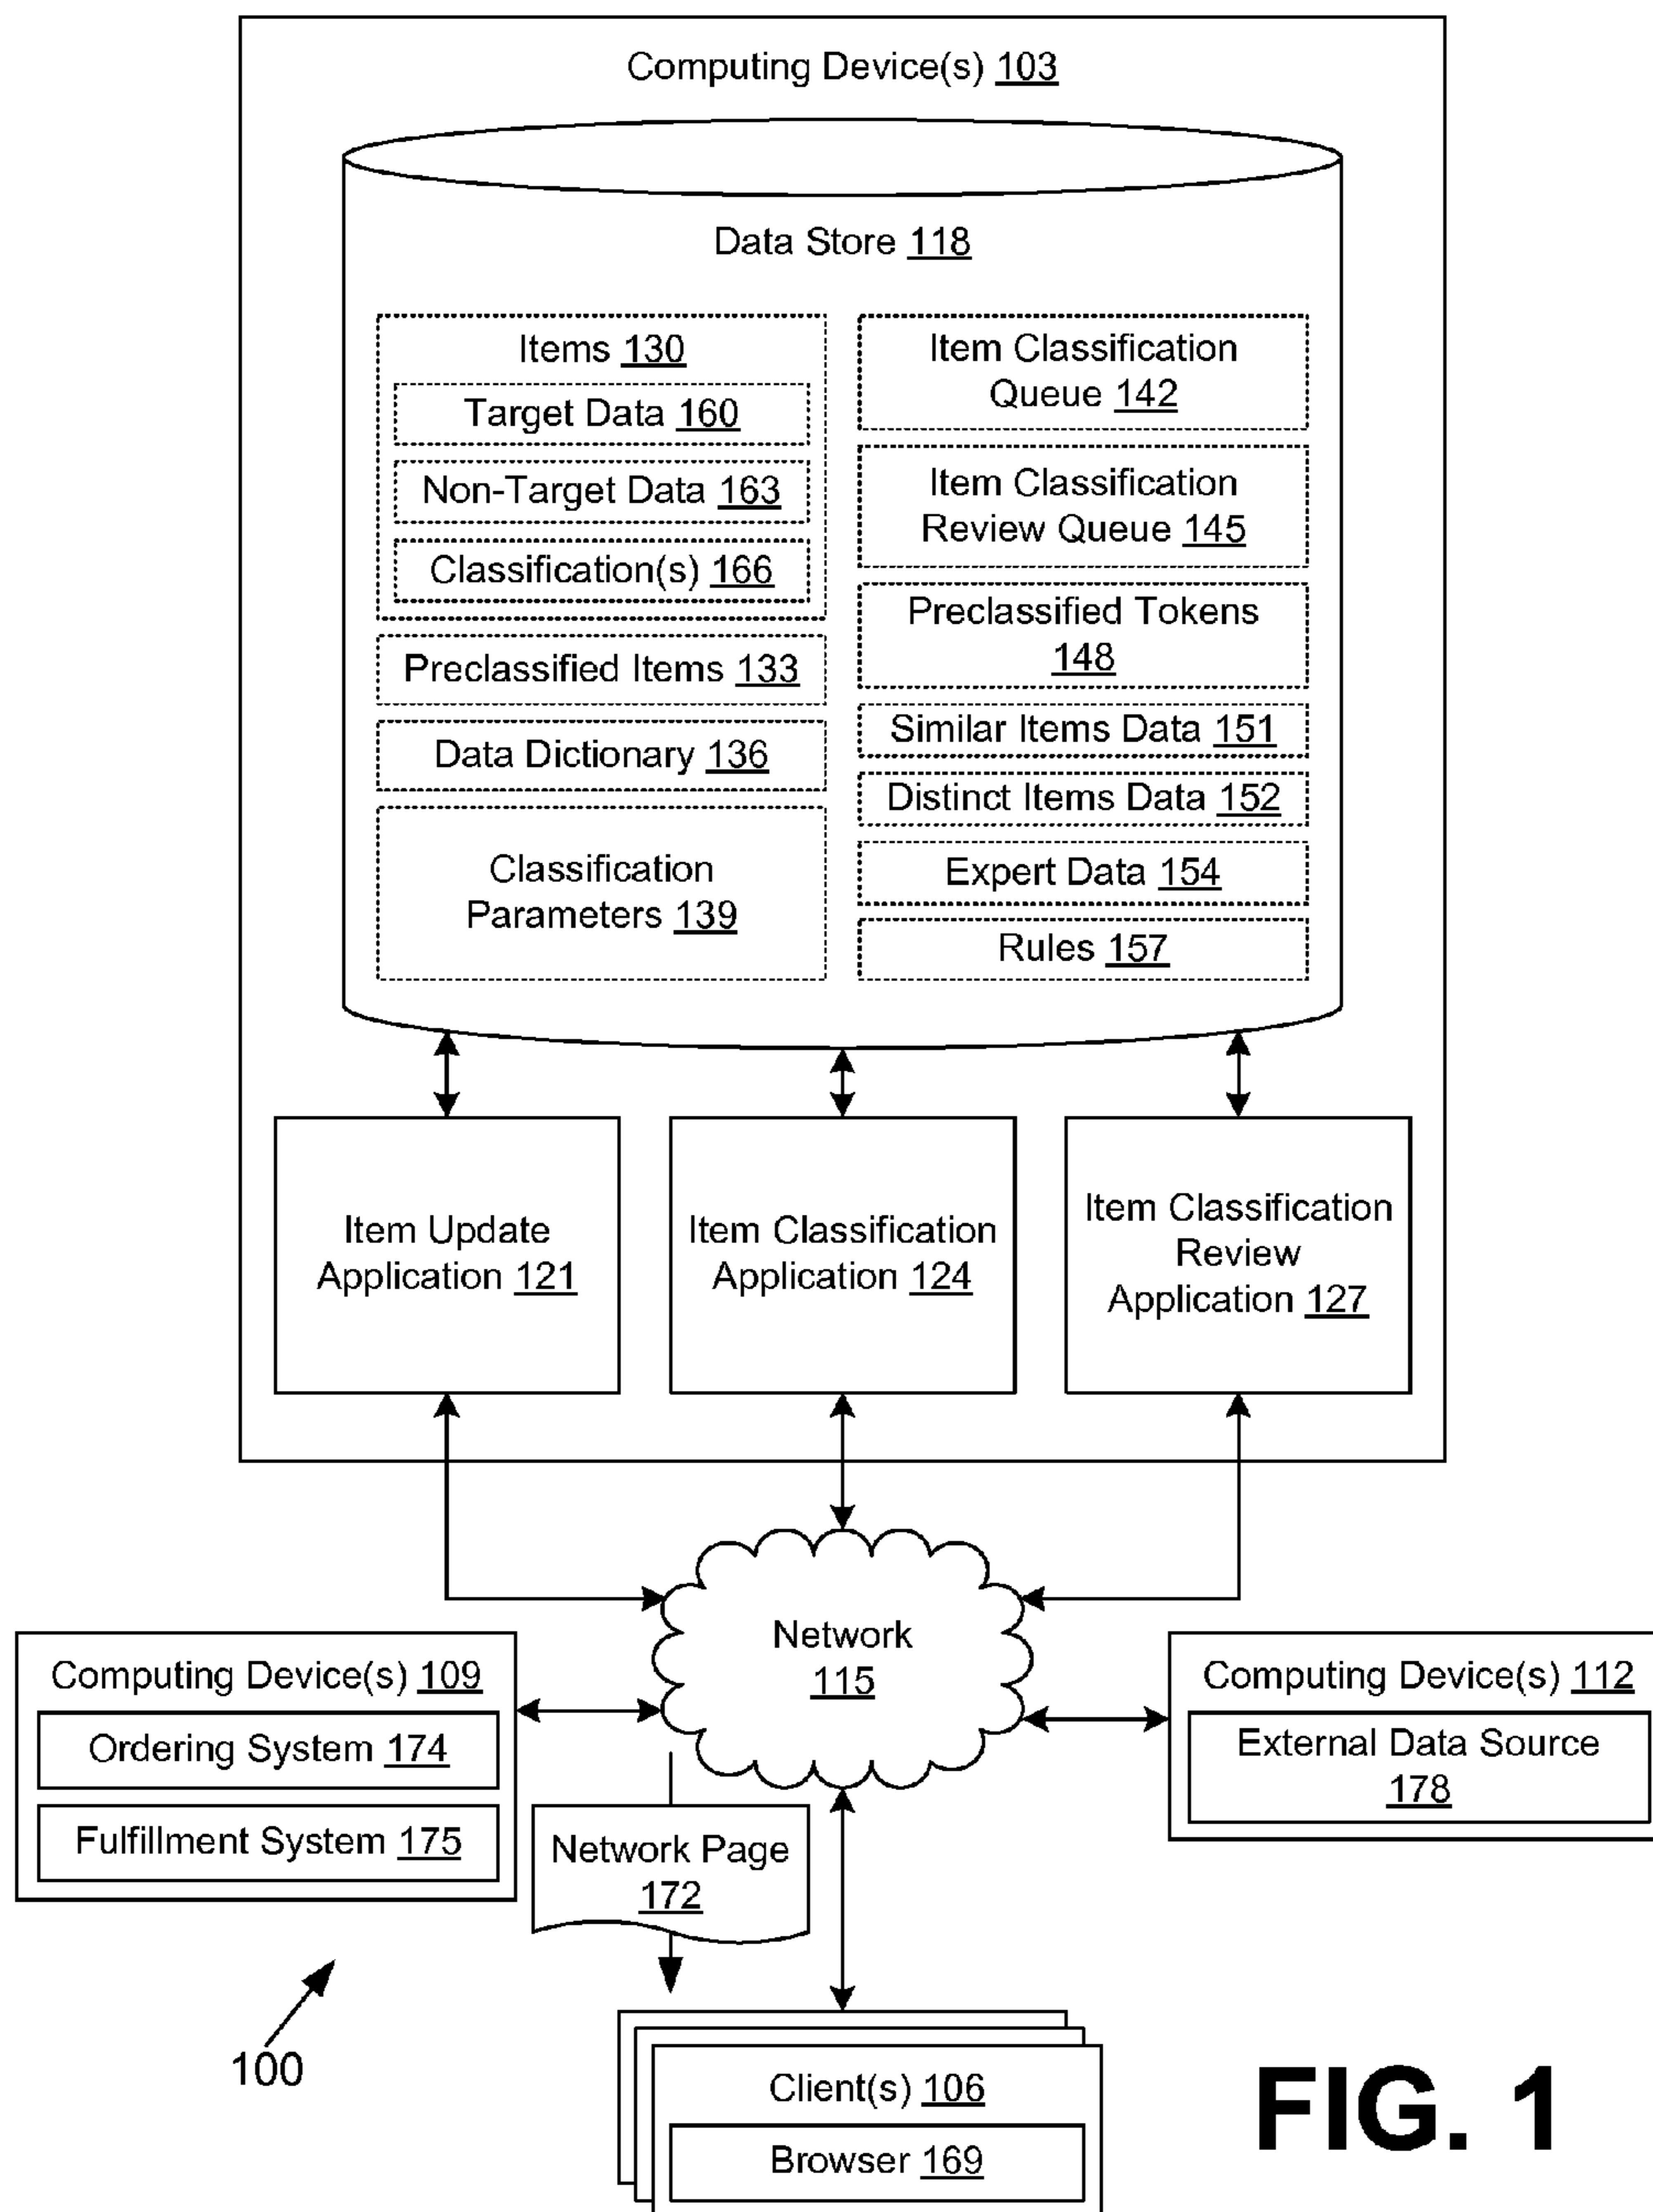 Computing Device(s) 103
Data Store 118
Items 130
Target Data 160
Non-Target Data 163
Classification(s) 166
Preclassified Items 133
Data Dictionary 136
Classification
Parameters 139
Item Classification
Queue 142
Item Classification
Review Queue 145
Preclassified Tokens
148
Similar Items Data 151
Distinct Items Data 152
Expert Data 154
Rules 157
Item Update
Application 121
Item Classification
Application 124
Item Classification
Review
Application 127
Network
115
Computing Device(s) 109
Ordering System 174
Fulfillment System 175
Computing Device(s) 112
External Data Source
178
Network Page
172
100
Client(s) 106
Browser 169
FIG. 1